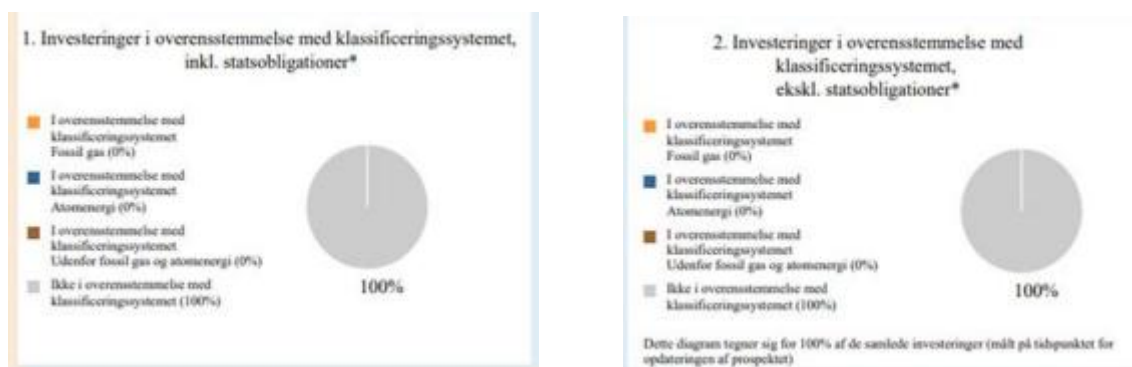 1. Investeringer i overensstemmelse med klassificeringssystemet,
inkl. statsobligationer*
I overensstemmelse med
klassificeringssystemet
Fossil gas (0%)
I overensstemmelse med
klassificeringssystemet
Atomenergi (0%)
I overensstemmelse med
klassificeringssystemet
Udenfor fossil gas og atomenergi (0%)
Ikke i overensstemmelse med
klassificeringssystemet (100%)
100%
2. Investeringer i overensstemmelse med
klassificeringssystemet,
ekskl. statsobligationer*
I overensstemmelse med
klassificeringssystemet
Fossil gas (0%)
I overensstemmelse med
klassificeringssystemet
Atomenergi (0%)
I overensstemmelse med
klassificeringssystemet
Udenfor fossil gas og atomenergi (0%)
Ikke i overensstemmelse med
klassificeringssystemet (100%)
100%
Dette diagram tegner sig for 100% af de samlede investeringer (målt på tidspunktet for
opdateringen af prospektet)